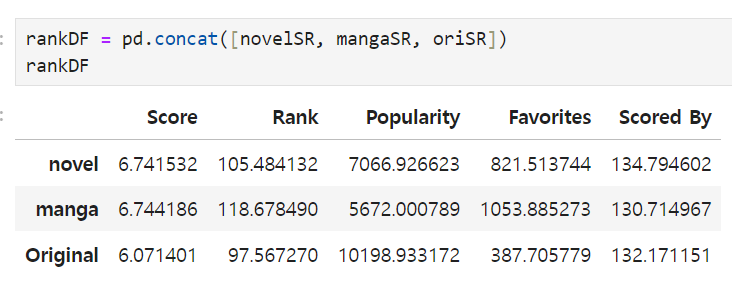 rankDF = pd.concat([novelSR, mangaSR, oriSR])
rankDF
Score Rank Popularity Favorites Scored By
novel 6.741532 105.484132 7066.926623 821.513744 134.794602
manga 6.744186 118.678490 5672.000789 1053.885273 130.714967
Original 6.071401 97.567270 10198.933172 387.705779 132.171151